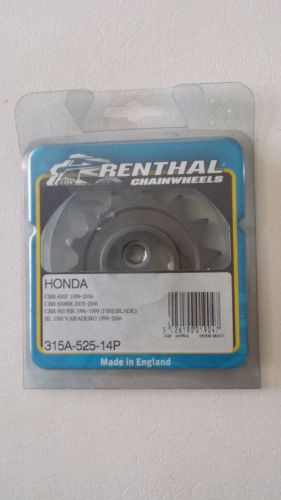 RENTHAL
CHAINWHEELS
HONDA
CBR 600F 1999-2006
CBR 600RR 2003-2006
CBR 900 RR 1996-1999 (FIREBLADE)
XL 1000 VARADERO 1999-2006
315A-525-14P
Made in England